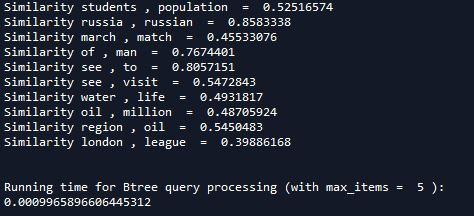 Similarity students , population  =  0.52516574
Similarity russia , russian  =  0.8583338
Similarity march , match  =  0.45533076
Similarity of , man  =  0.7674401
Similarity see , to  =  0.8057151
Similarity see , visit  =  0.5472843
Similarity water , life  =  0.4931817
Similarity oil , million  =  0.48705924
Similarity region , oil  =  0.5450483
Similarity london , league  =  0.39886168
Running time for Btree query processing (with max_items =  5 ):
0.0009965896606445312